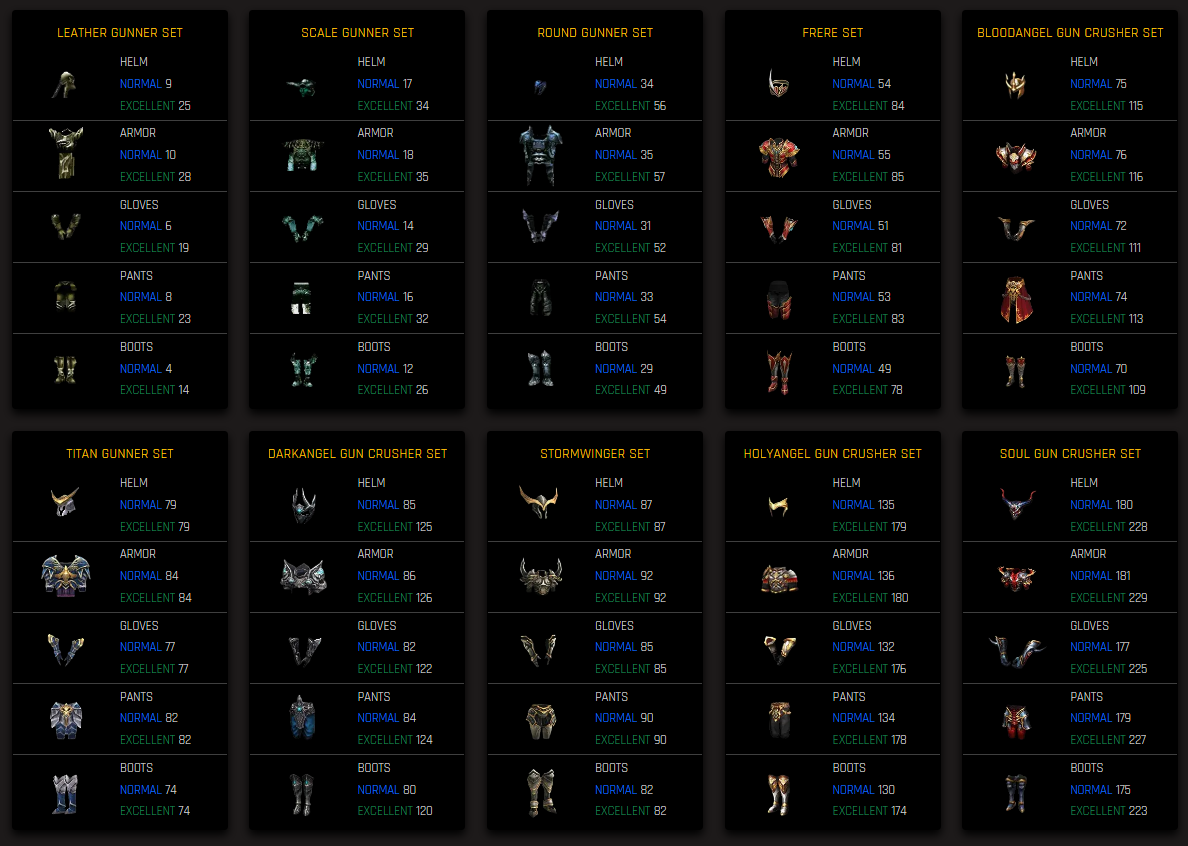 LEATHER GUNNER SET
HELM
NORMAL 9
EXCELLENT 25
ARMOR
NORMAL 10
EXCELLENT 28
GLOVES
NORMAL 6
EXCELLENT 19
PANTS
NORMAL 8
EXCELLENT 23
BOOTS
NORMAL 4
EXCELLENT 14
SCALE GUNNER SET
HELM
NORMAL 17
EXCELLENT 34
ARMOR
NORMAL 18
EXCELLENT 35
GLOVES
NORMAL 14
EXCELLENT 29
PANTS
NORMAL 16
EXCELLENT 32
BOOTS
NORMAL 12
EXCELLENT 26
ROUND GUNNER SET
HELM
NORMAL 34
EXCELLENT 56
ARMOR
NORMAL 35
EXCELLENT 57
GLOVES
NORMAL 31
EXCELLENT 52
PANTS
NORMAL 33
EXCELLENT 54
BOOTS
NORMAL 29
EXCELLENT 49
FRERE SET
HELM
NORMAL 54
EXCELLENT 84
ARMOR
NORMAL 55
EXCELLENT 85
GLOVES
NORMAL 51
EXCELLENT 81
PANTS
NORMAL 53
EXCELLENT 83
BOOTS
NORMAL 49
EXCELLENT 78
BLOODANGEL GUN CRUSHER SET
HELM
NORMAL 75
EXCELLENT 115
ARMOR
NORMAL 76
EXCELLENT 116
GLOVES
NORMAL 72
EXCELLENT 111
PANTS
NORMAL 74
EXCELLENT 113
BOOTS
NORMAL 70
EXCELLENT 109
TITAN GUNNER SET
HELM
NORMAL 79
EXCELLENT 79
ARMOR
NORMAL 84
EXCELLENT 84
GLOVES
NORMAL 77
EXCELLENT 77
PANTS
NORMAL 82
EXCELLENT 82
BOOTS
NORMAL 74
EXCELLENT 74
DARKANGEL GUN CRUSHER SET
HELM
NORMAL 85
EXCELLENT 125
ARMOR
NORMAL 86
EXCELLENT 126
GLOVES
NORMAL 82
EXCELLENT 122
PANTS
NORMAL 84
EXCELLENT 124
BOOTS
NORMAL 80
EXCELLENT 120
STORMWINGER SET
HELM
NORMAL 87
EXCELLENT 87
ARMOR
NORMAL 92
EXCELLENT 92
GLOVES
NORMAL 85
EXCELLENT 85
PANTS
NORMAL 90
EXCELLENT 90
BOOTS
NORMAL 82
EXCELLENT 82
HOLYANGEL GUN CRUSHER SET
HELM
NORMAL 135
EXCELLENT 179
ARMOR
NORMAL 136
EXCELLENT 180
GLOVES
NORMAL 132
EXCELLENT 176
PANTS
NORMAL 134
EXCELLENT 178
BOOTS
NORMAL 130
EXCELLENT 174
SOUL GUN CRUSHER SET
HELM
NORMAL 180
EXCELLENT 228
ARMOR
NORMAL 181
EXCELLENT 229
GLOVES
NORMAL 177
EXCELLENT 225
PANTS
NORMAL 179
EXCELLENT 227
BOOTS
NORMAL 175
EXCELLENT 223